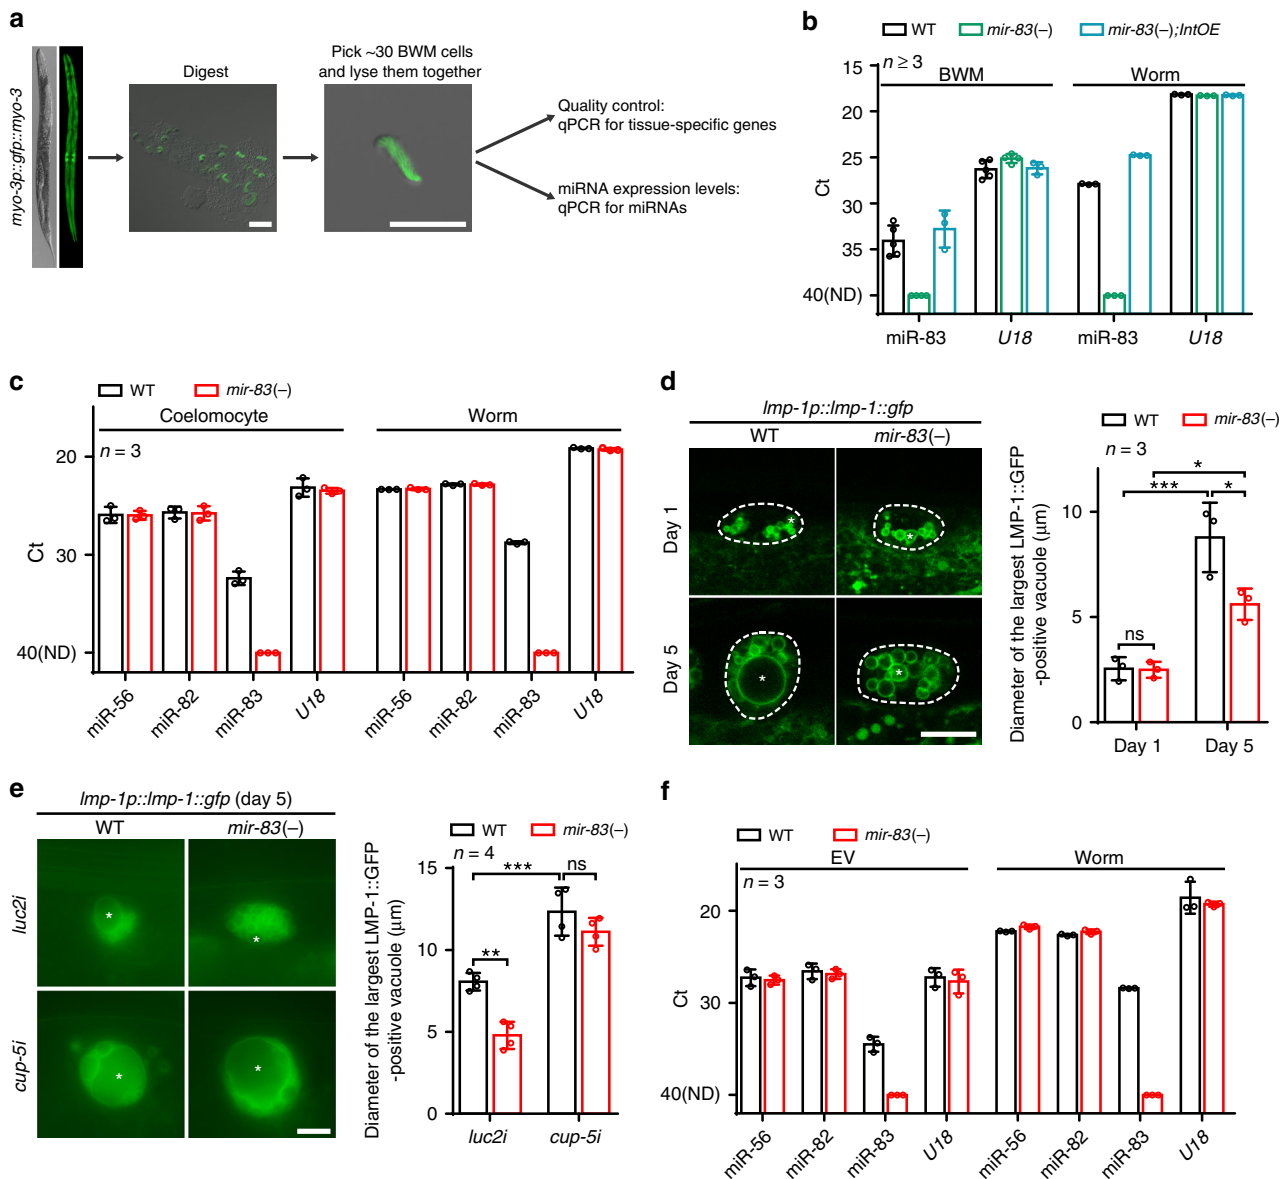 a
myo-3p::gfp::myo-3
Digest
Pick ~30 BWM cells
and lyse them together
Quality control:
qPCR for tissue-specific genes
miRNA expression levels:
qPCR for miRNAs
b
WT
mir-83(–)
mir-83(–);IntOE
n ≥ 3
BWM
Worm
Ct
15
20
25
30
35
40(ND)
miR-83
U18
miR-83
U18
c
WT
mir-83(–)
Coelomocyte
Worm
n = 3
Ct
20
30
40(ND)
miR-56
miR-82
miR-83
U18
miR-56
miR-82
miR-83
U18
d
lmp-1p::lmp-1::gfp
WT
mir-83(–)
Day 1
*
*
Day 5
*
*
WT
mir-83(–)
n = 3
*
***
*
ns
Diameter of the largest LMP-1::GFP
-positive vacuole (μm)
10
5
0
Day 1
Day 5
e
lmp-1p::lmp-1::gfp (day 5)
WT
mir-83(–)
luc2i
*
*
cup-5i
*
*
WT
mir-83(–)
n = 4
***
ns
**
Diameter of the largest LMP-1::GFP
-positive vacuole (μm)
15
10
5
0
luc2i
cup-5i
f
WT
mir-83(–)
EV
Worm
n = 3
Ct
20
30
40(ND)
miR-56
miR-82
miR-83
U18
miR-56
miR-82
miR-83
U18